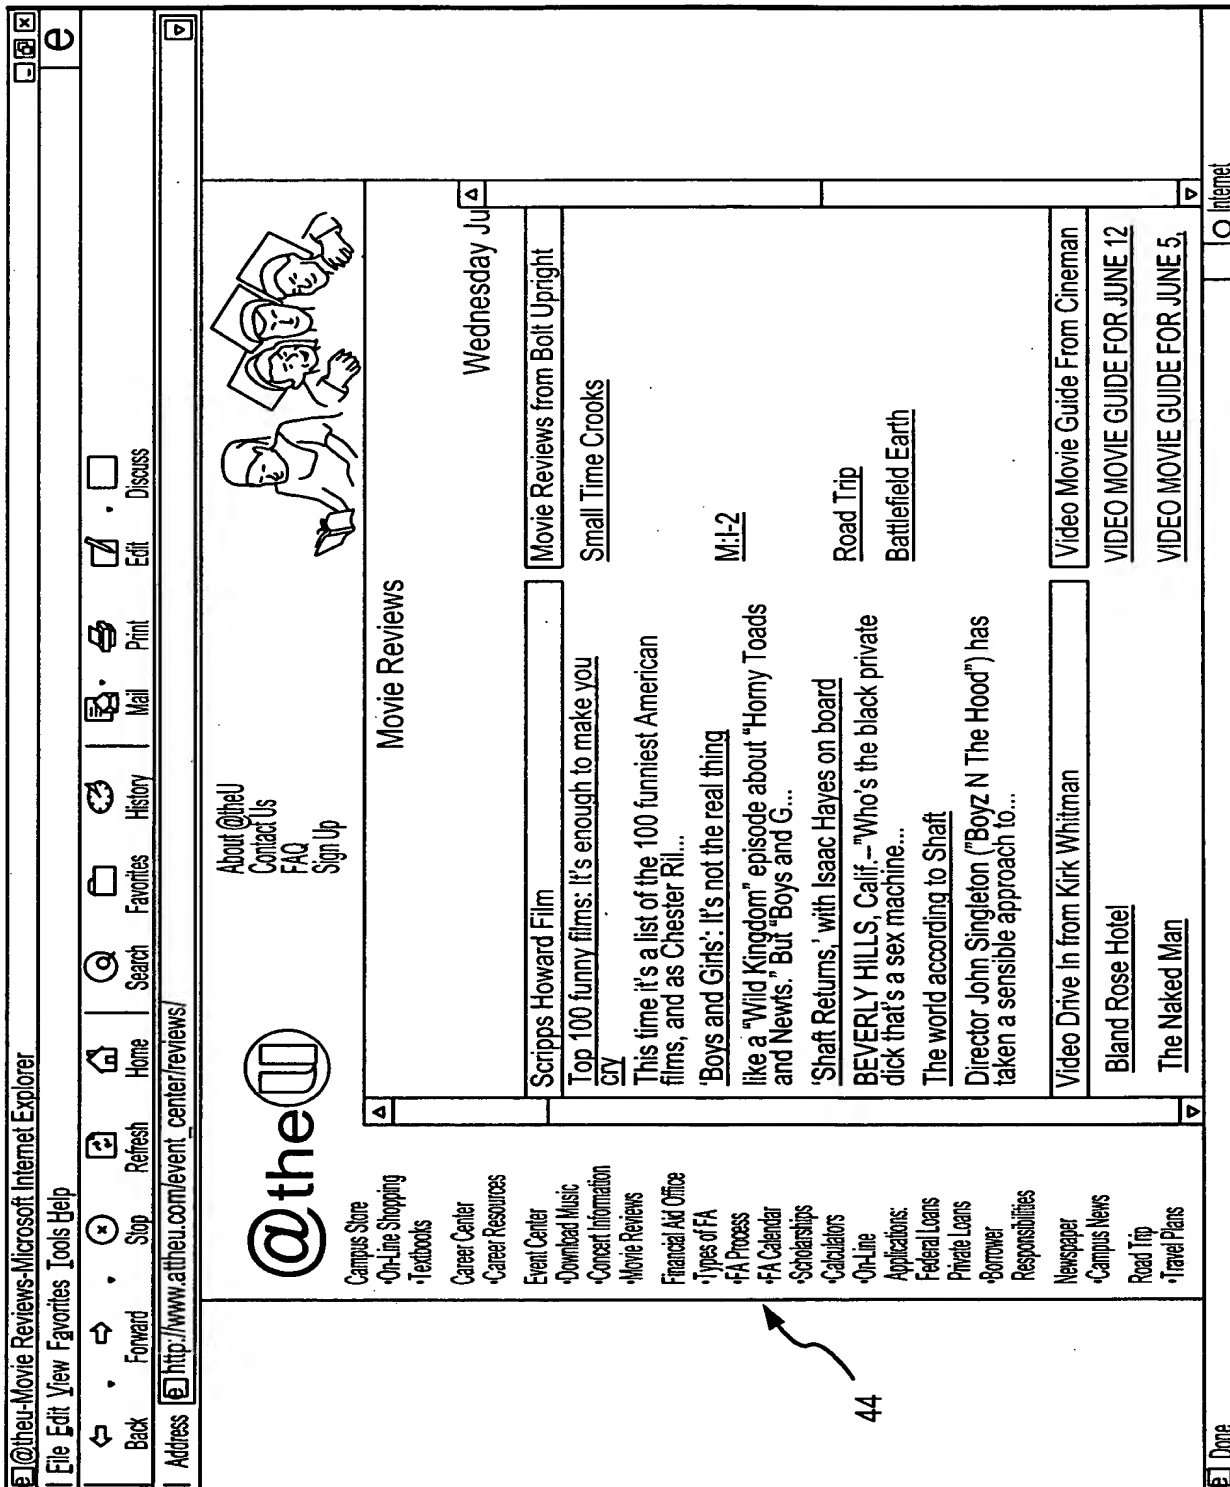 @theu-Movie Reviews-Microsoft Internet Explorer
File Edit View Favorites Tools Help
Back Forward Stop Refresh Home Search Favorites History Mail Print Edit Discuss
Address http://www.attheu.com/event_center/reviews/
@the U
About @theU
Contact Us
FAQ
Sign Up
Campus Store
•On-Line Shopping
•Textbooks
Career Center
•Career Resources
Event Center
•Download Music
•Concert Information
•Movie Reviews
Financial Aid Office
•Types of FA
•FA Process
•FA Calendar
•Scholarships
•Calculators
•On-Line
Applications:
Federal Loans
Private Loans
•Borrower
Responsibilities
Newspaper
•Campus News
Road Trip
•Travel Plans
44
Movie Reviews
Wednesday Ju
Scripps Howard Film
Top 100 funny films: It's enough to make you
cry
This time it's a list of the 100 funniest American
films, and as Chester Ril...
'Boys and Girls': It's not the real thing
like a "Wild Kingdom" episode about "Horny Toads
and Newts." But "Boys and G...
'Shaft Returns,' with Isaac Hayes on board
BEVERLY HILLS, Calif.--"Who's the black private
dick that's a sex machine...
The world according to Shaft
Director John Singleton ("Boyz N The Hood") has
taken a sensible approach to...
Movie Reviews from Bolt Upright
Small Time Crooks
M:I-2
Road Trip
Battlefield Earth
Video Drive In from Kirk Whitman
Bland Rose Hotel
The Naked Man
Video Movie Guide From Cineman
VIDEO MOVIE GUIDE FOR JUNE 12
VIDEO MOVIE GUIDE FOR JUNE 5,
Done
Internet